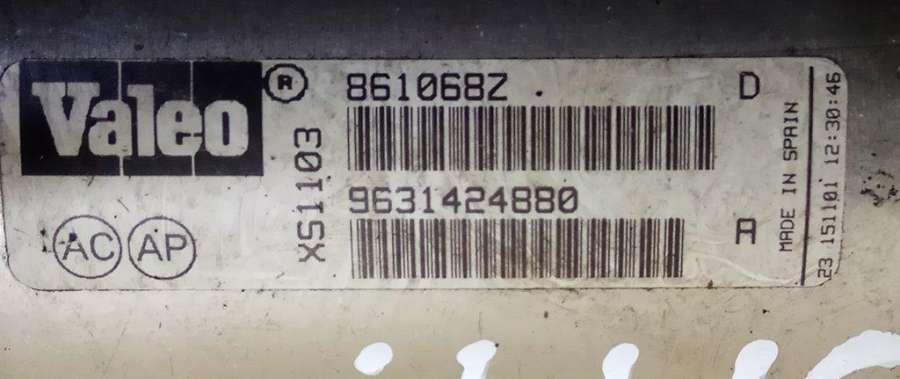 Valeo ®
861068Z D
XS1103
9631424880
A
AC AP
MADE IN SPAIN
23 151101 12:30:46